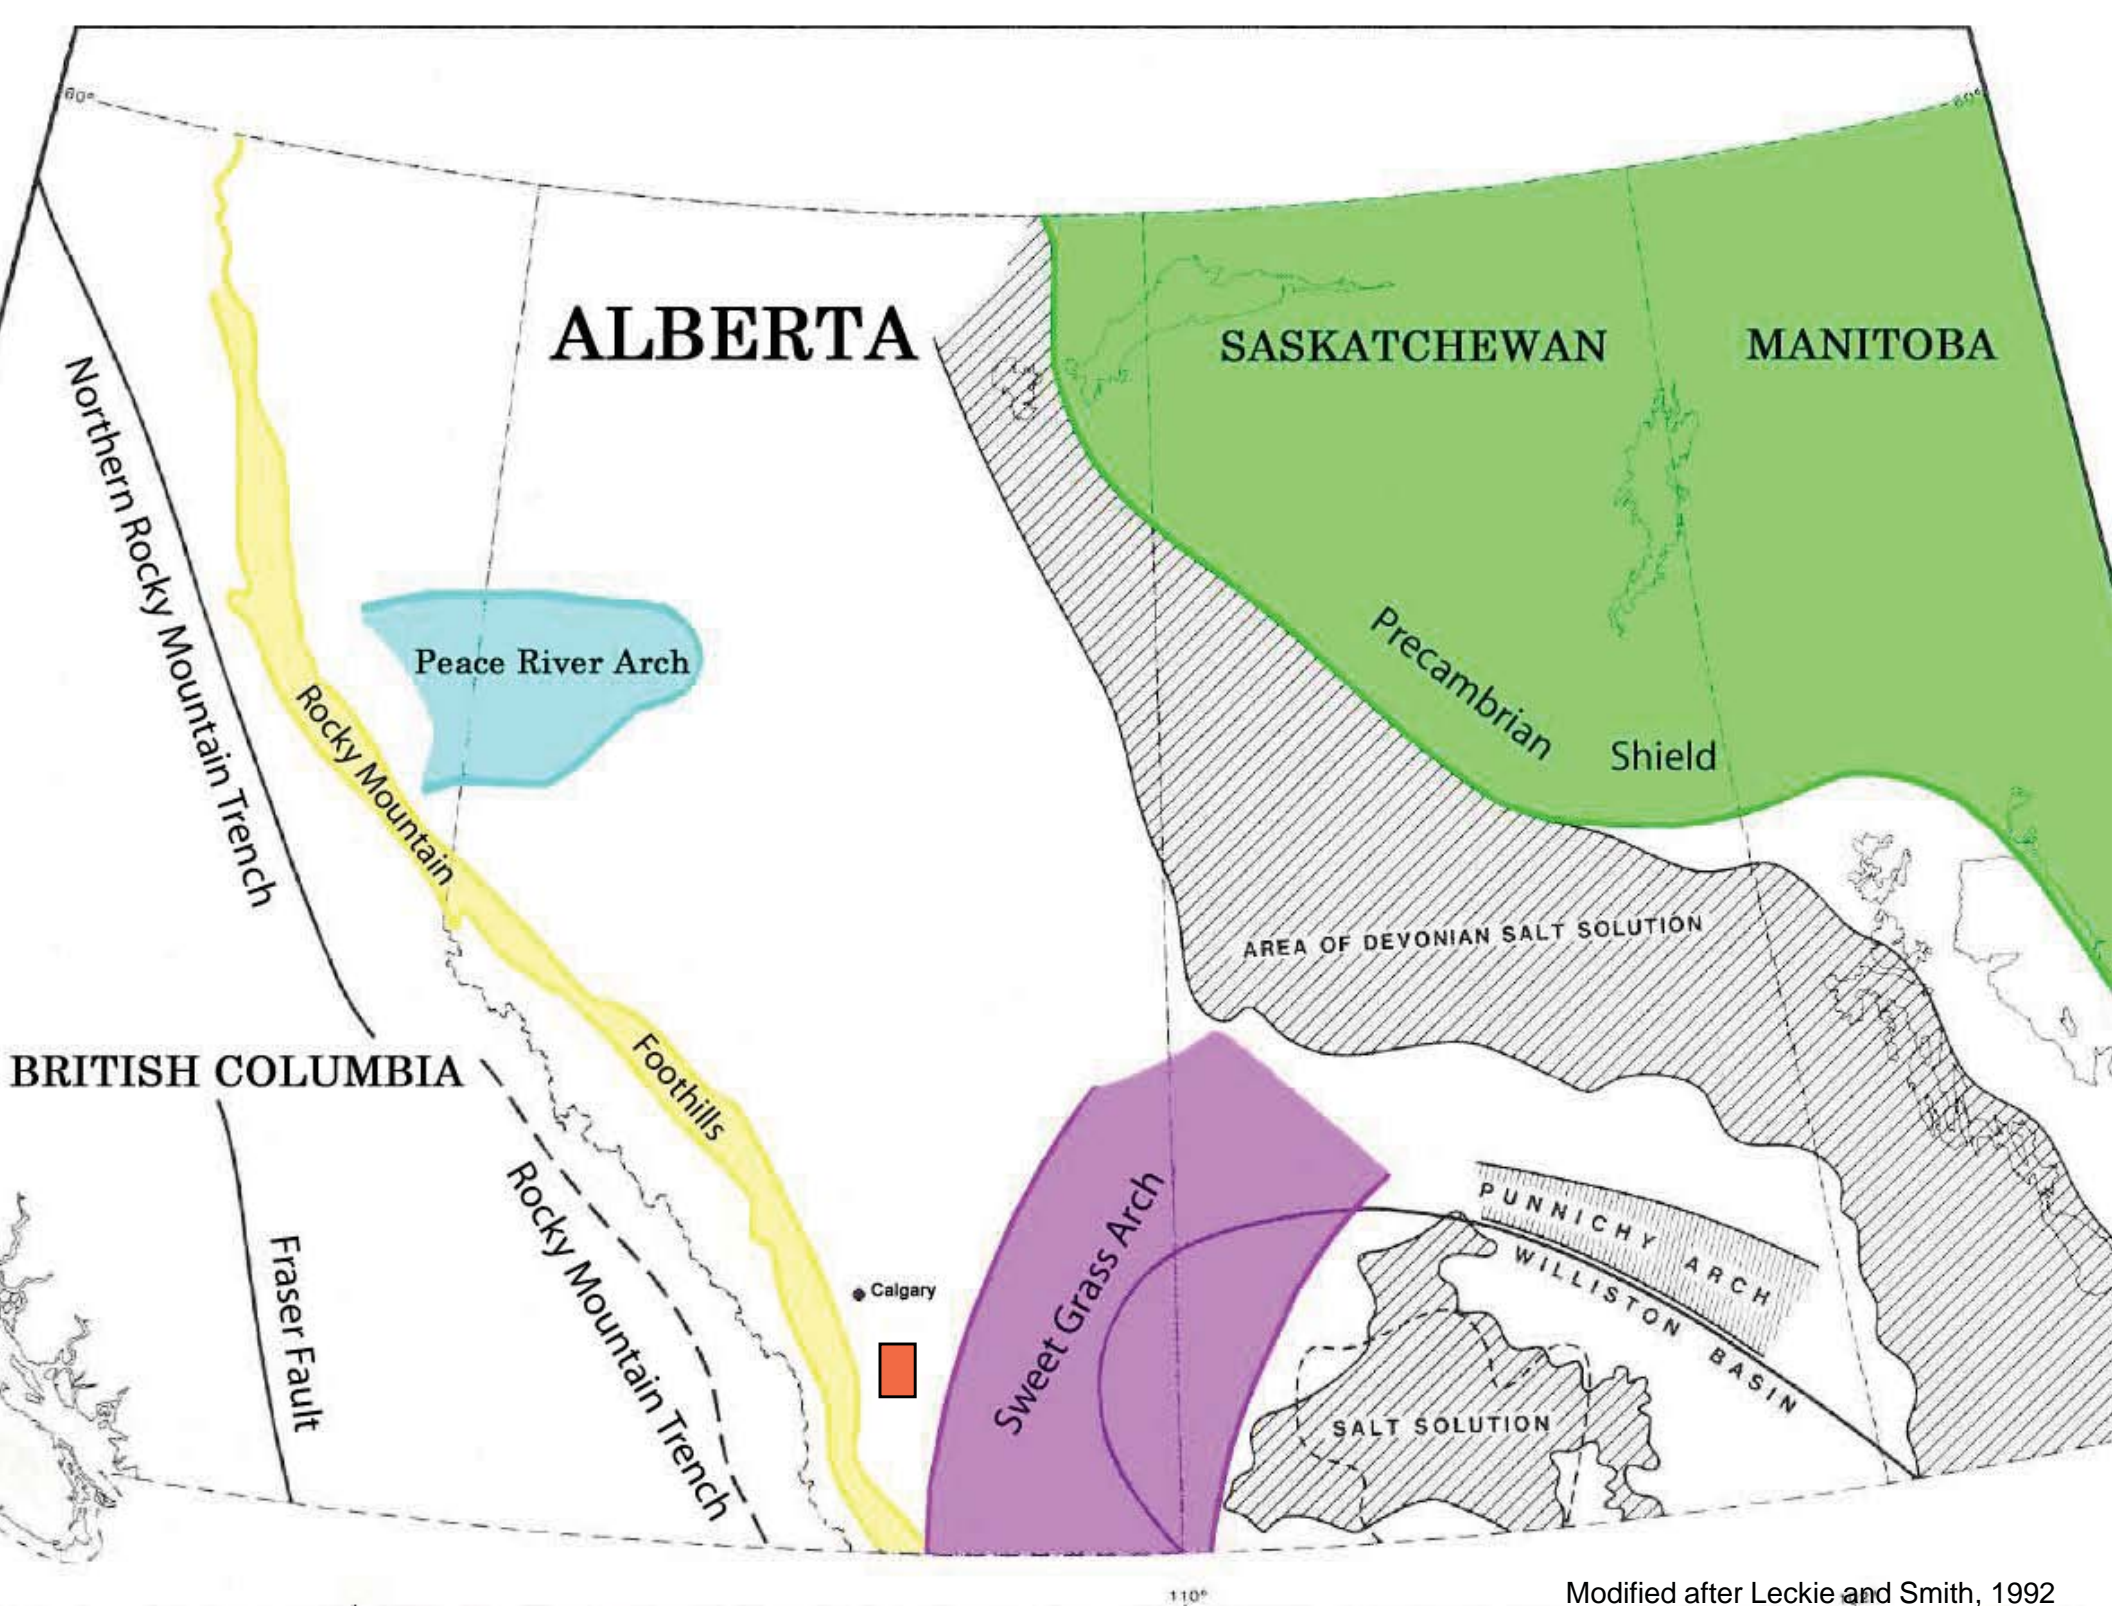 60°
60°
ALBERTA
SASKATCHEWAN
MANITOBA
Northern Rocky Mountain Trench
Peace River Arch
Precambrian
Shield
Rocky Mountain
AREA OF DEVONIAN SALT SOLUTION
BRITISH COLUMBIA
Foothills
Rocky Mountain Trench
Sweet Grass Arch
PUNNICHY ARCH
WILLISTON BASIN
Fraser Fault
Calgary
SALT SOLUTION
110°
Modified after Leckie and Smith, 1992